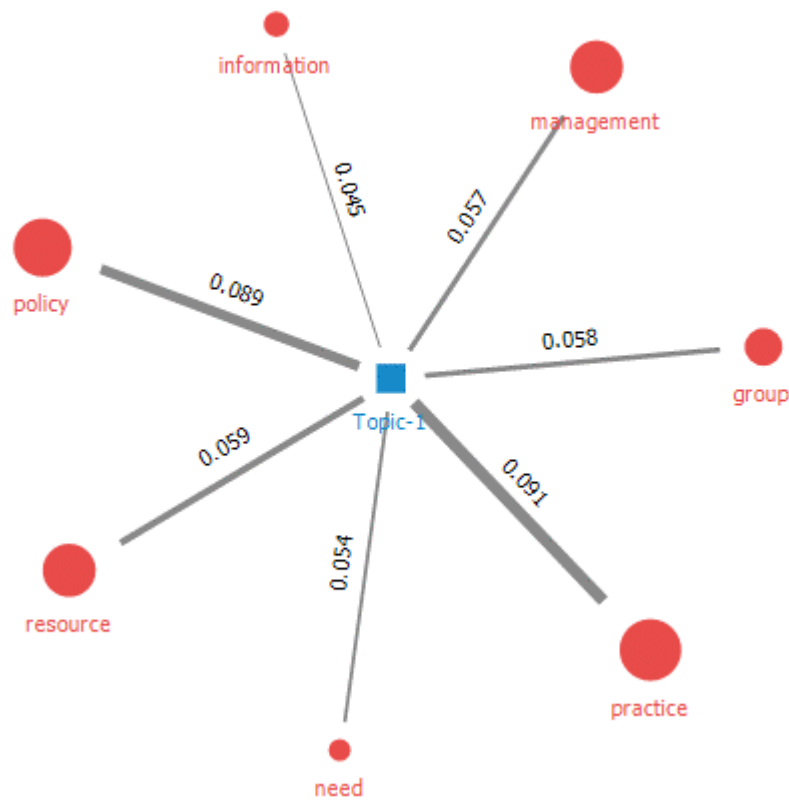 information
management
0.045
0.057
policy
0.089
0.058
group
Topic-1
0.059
0.091
0.054
resource
practice
need